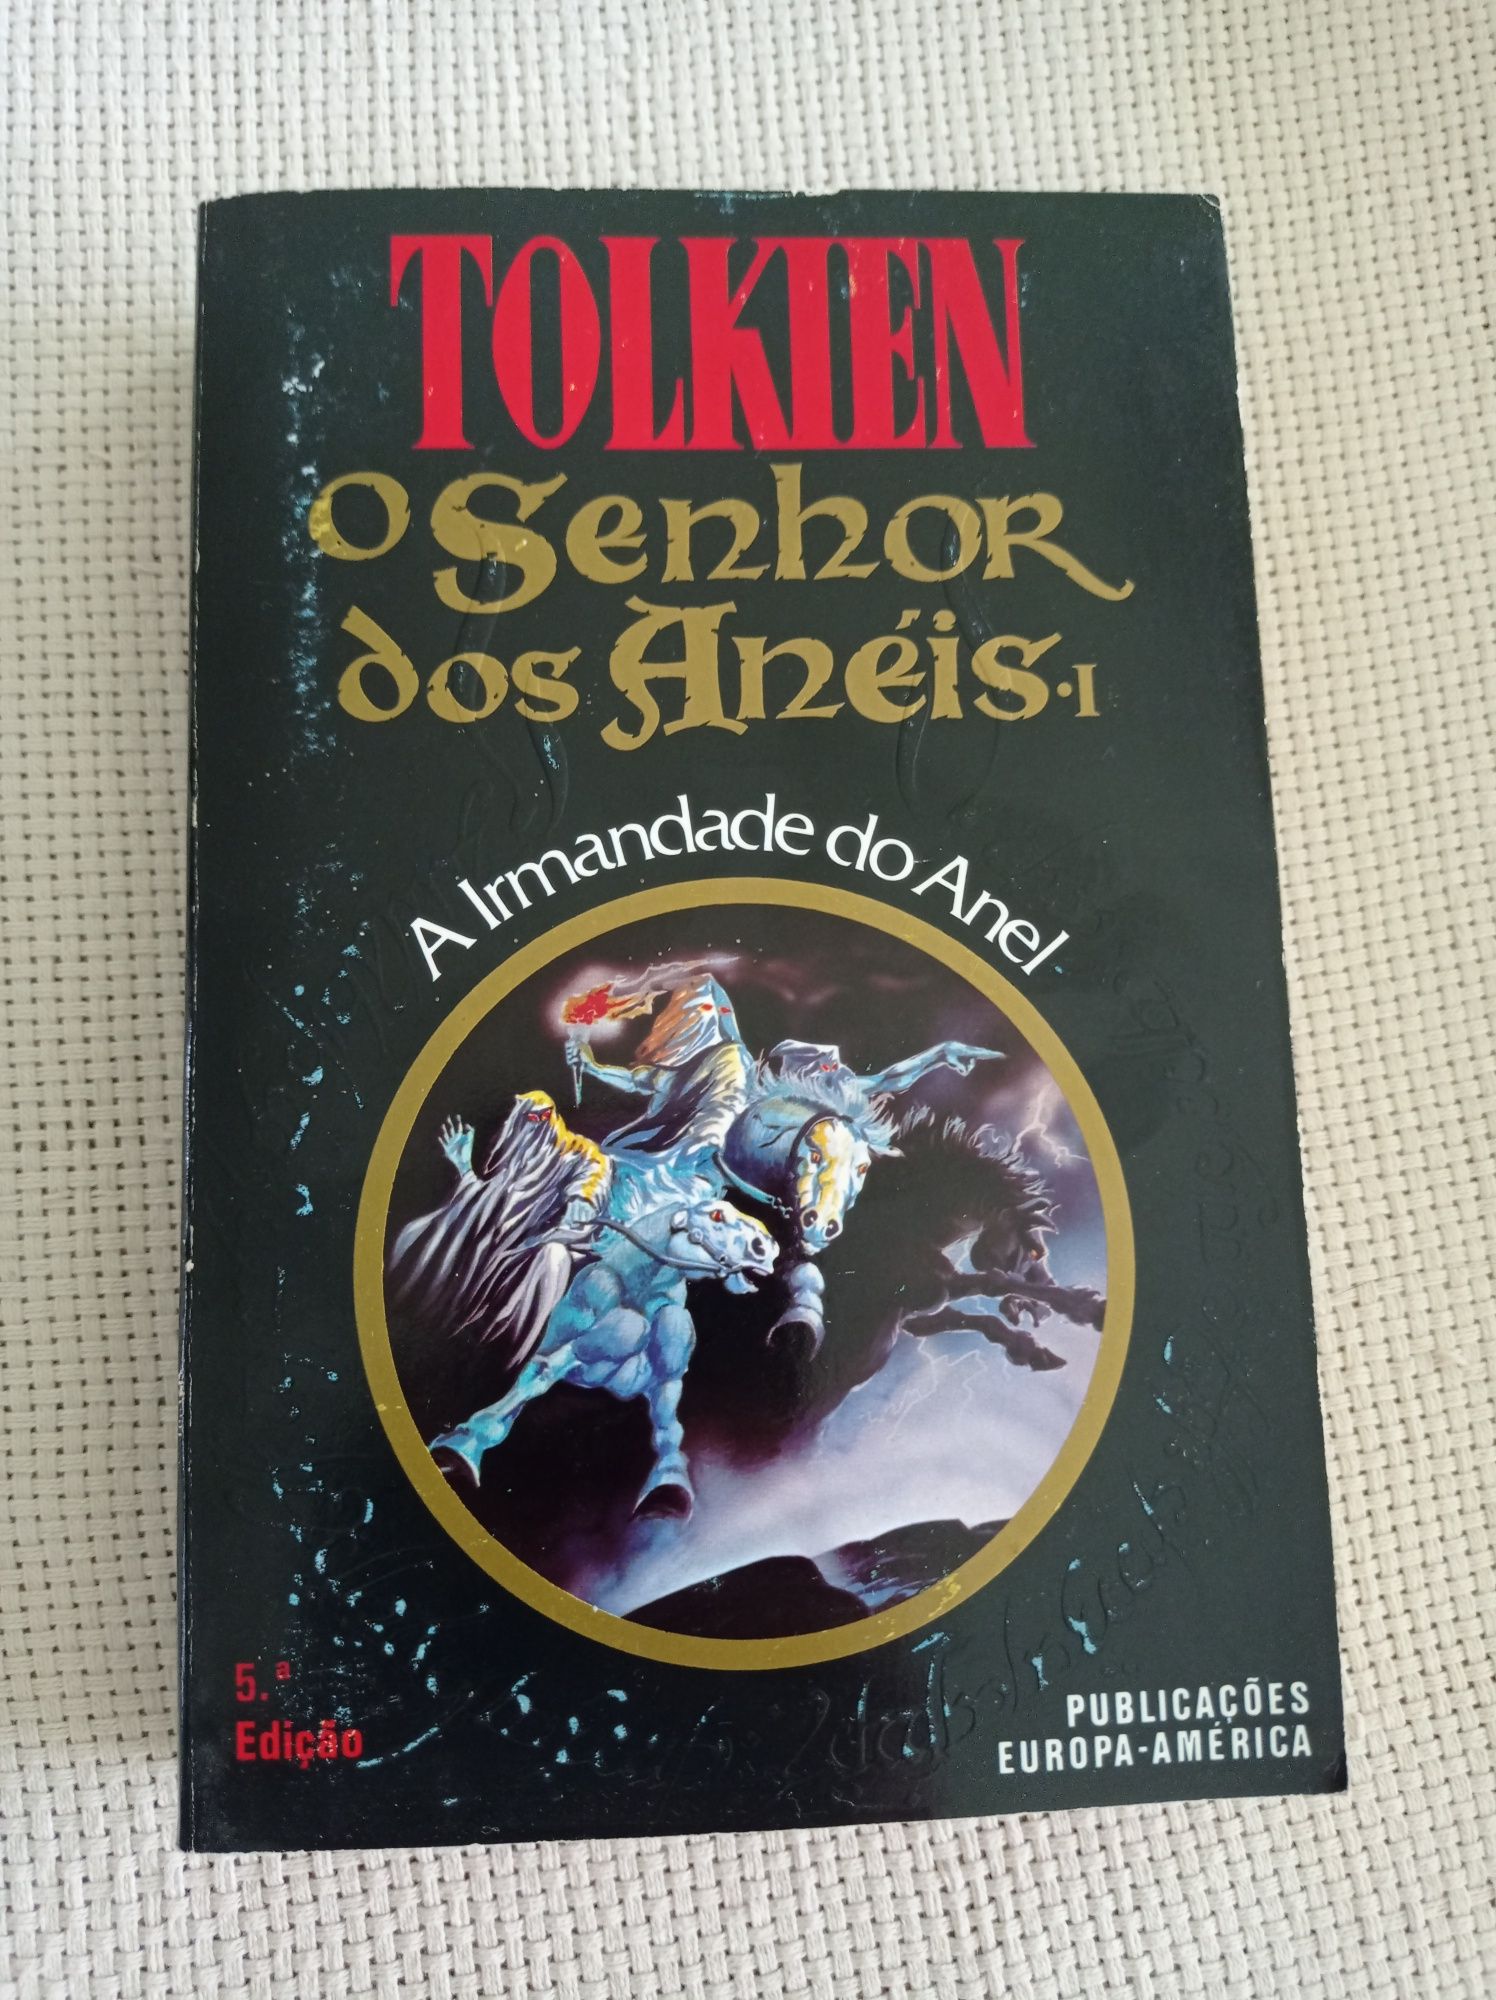 TOLKIEN
O Senhor
dos Anéis·I
A Irmandade do Anel
5.ª
Edição
PUBLICAÇÕES
EUROPA-AMÉRICA